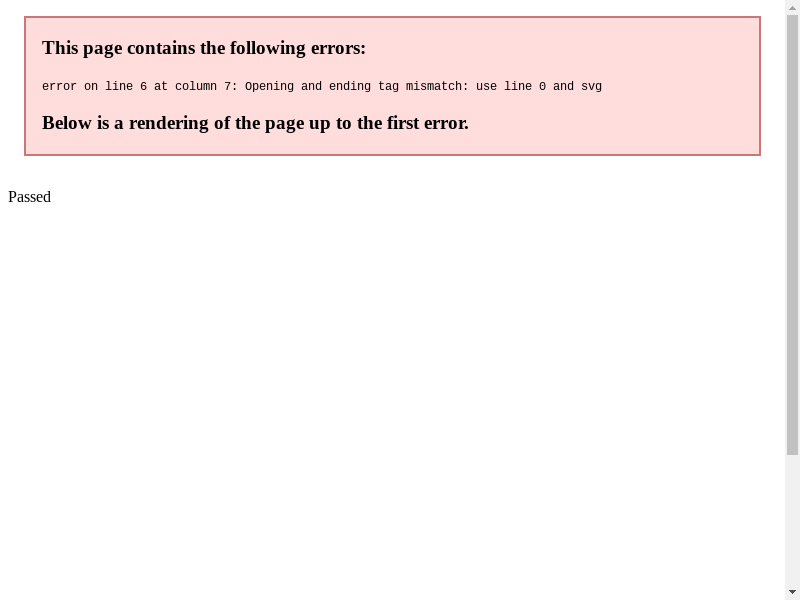 This page contains the following errors:
error on line 6 at column 7: Opening and ending tag mismatch: use line 0 and svg
Below is a rendering of the page up to the first error.
Passed